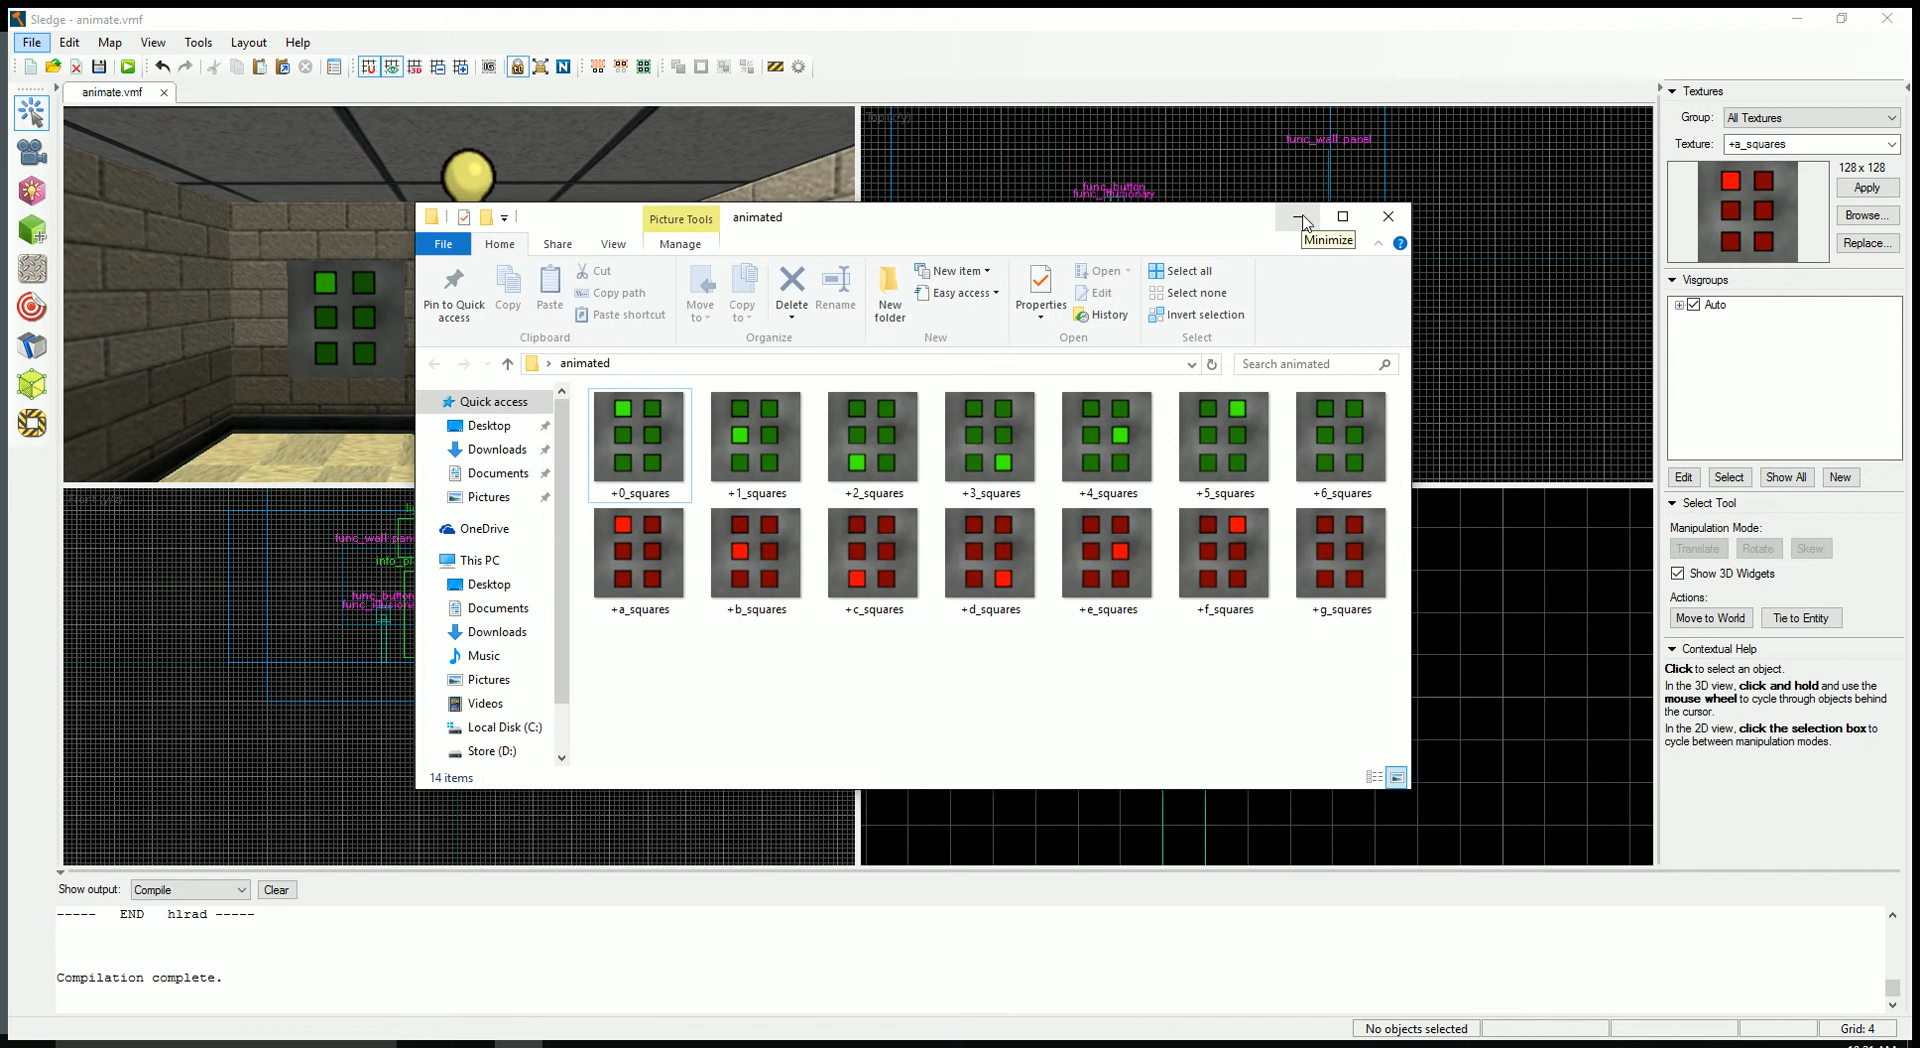 Sledge - animate.vmf
File Edit Map View Tools Layout Help
animate.vmf
Top (x/y)
func_wall: panel
func_button
func_illusionary
Front (y/z)
func_wall: pan
func_button
Picture Tools animated
File Home Share View Manage
Minimize
Pin to Quick access
Copy
Paste
Cut
Copy path
Paste shortcut
Clipboard
Move to
Copy to
Delete
Rename
Organize
New folder
New item
Easy access
New
Properties
Open
Edit
History
Open
Select all
Select none
Invert selection
Select
animated
Search animated
Quick access
Desktop
Downloads
Documents
Pictures
OneDrive
This PC
Desktop
Documents
Downloads
Music
Pictures
Videos
Local Disk (C:)
Store (D:)
+0_squares +1_squares +2_squares +3_squares +4_squares +5_squares +6_squares
+a_squares +b_squares +c_squares +d_squares +e_squares +f_squares +g_squares
14 items
Textures
Group: All Textures
Texture: +a_squares
128 x 128
Apply
Browse...
Replace...
Visgroups
Auto
Edit Select Show All New
Select Tool
Manipulation Mode:
Translate Rotate Skew
Show 3D Widgets
Actions:
Move to World Tie to Entity
Contextual Help
Click to select an object.
In the 3D view, click and hold and use the
mouse wheel to cycle through objects behind
the cursor.
In the 2D view, click the selection box to
cycle between manipulation modes.
Show output: Compile Clear
----- END hlrad -----
Compilation complete.
No objects selected
Grid: 4